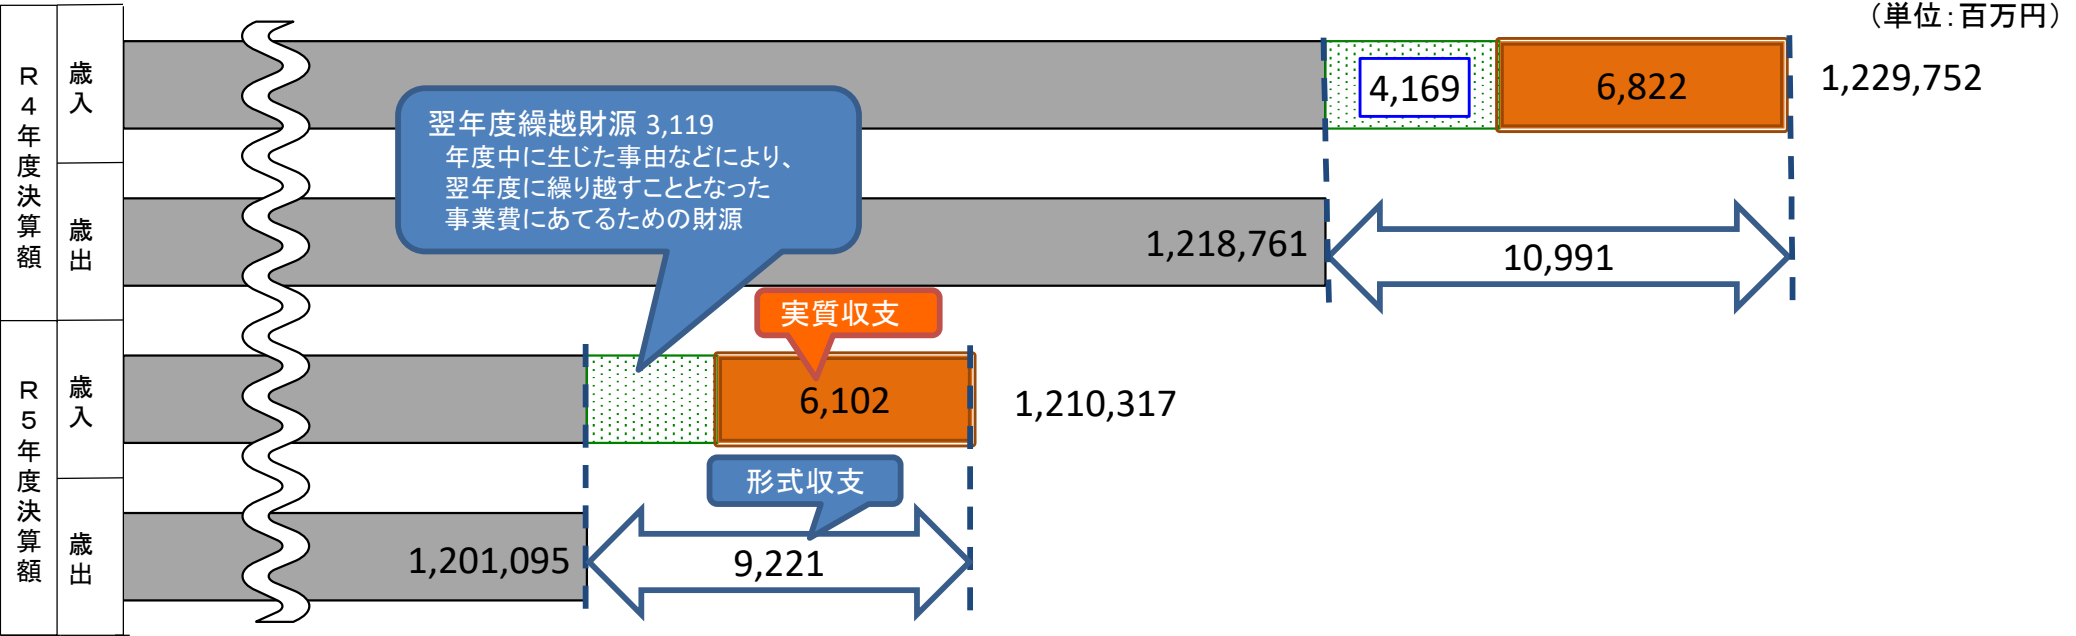 （単位：百万円）
R４年度決算額
歳入
4,169
6,822
1,229,752
翌年度繰越財源 3,119
年度中に生じた事由などにより、
翌年度に繰り越すこととなった
事業費にあてるための財源
歳出
1,218,761
10,991
実質収支
R５年度決算額
歳入
6,102
1,210,317
形式収支
歳出
1,201,095
9,221